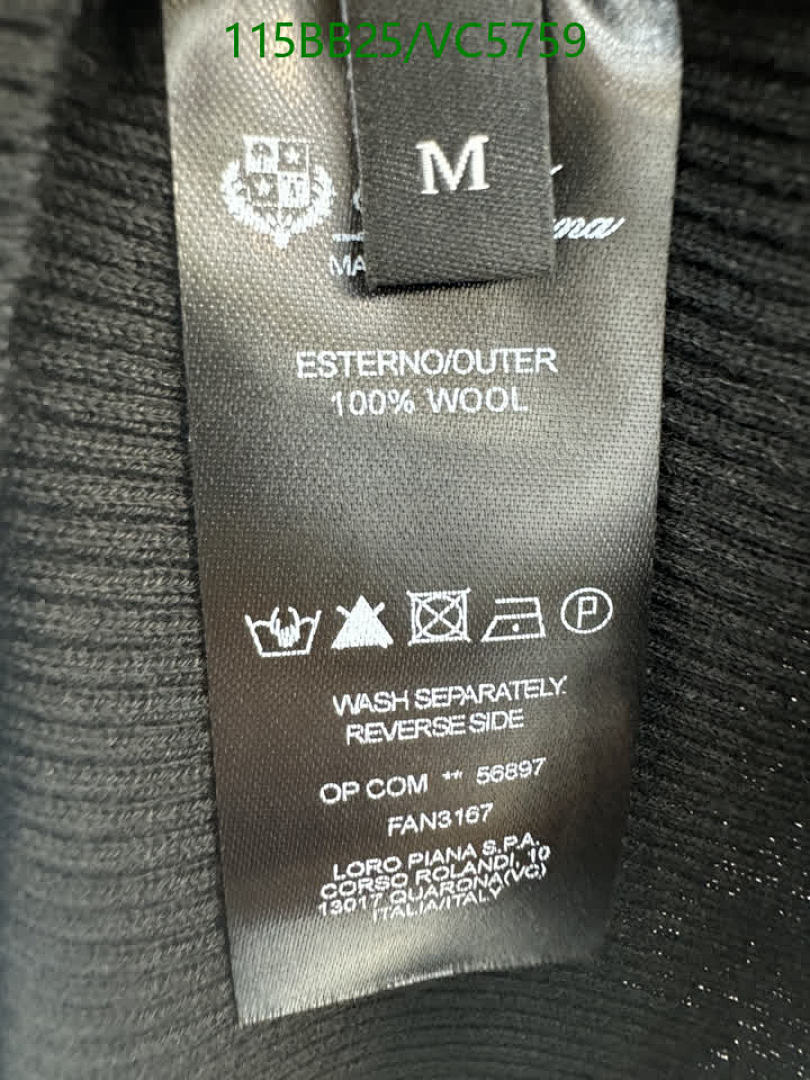 115BB25/VC5759
M
MA
ESTERNO/OUTER
100% WOOL
P
WASH SEPARATELY
REVERSE SIDE
OP COM ** 56897
FAN3167
LORO PIANA S.P.A.
CORSO ROLANDI, 10
13017 QUARONA(VC)
ITALIA/ITALY